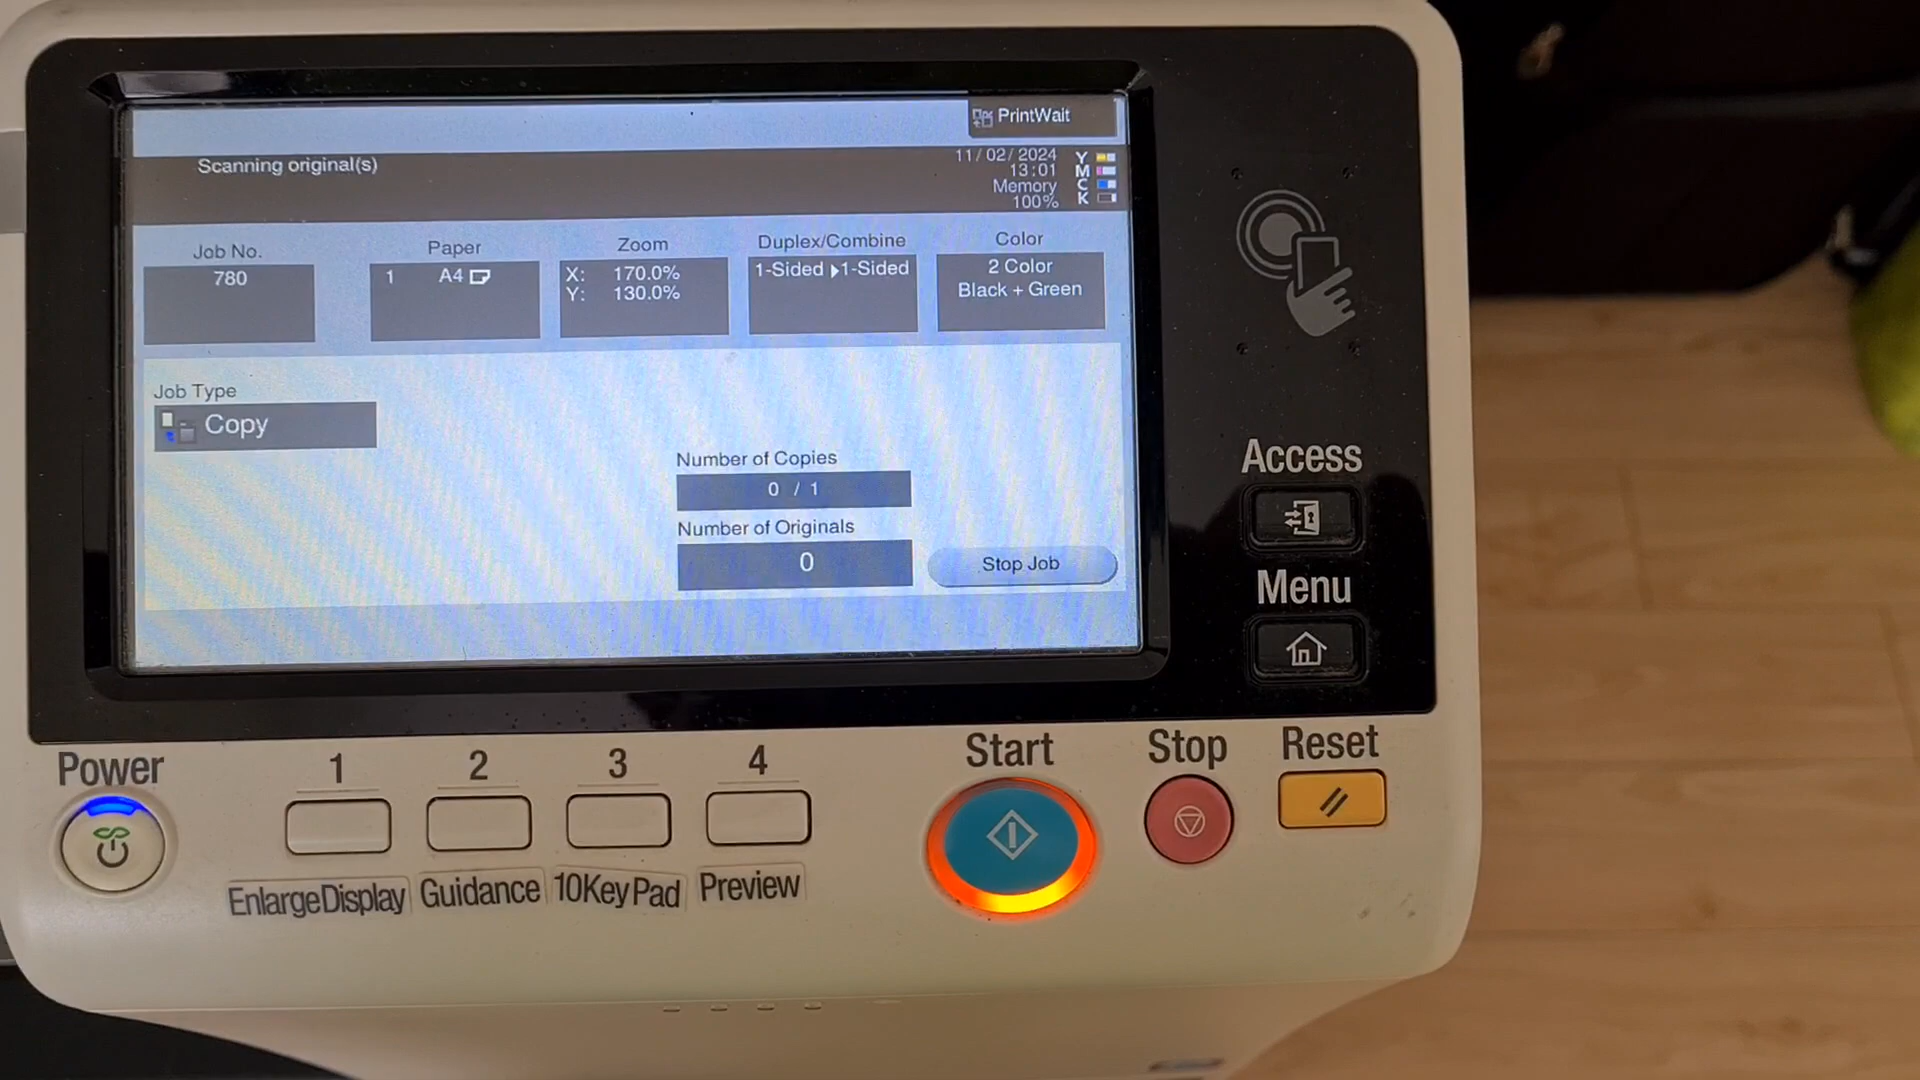 PrintWait
Scanning original(s)
11/02/2024
13:01
Memory
100%
Y
M
C
K
Job No.
780
Paper
1 A4
Zoom
X: 170.0%
Y: 130.0%
Duplex/Combine
1-Sided ▶1-Sided
Color
2 Color
Black + Green
Job Type
Copy
Number of Copies
0 / 1
Number of Originals
0
Stop Job
Access
Menu
Power
1
2
3
4
Start
Stop
Reset
EnlargeDisplay
Guidance
10KeyPad
Preview